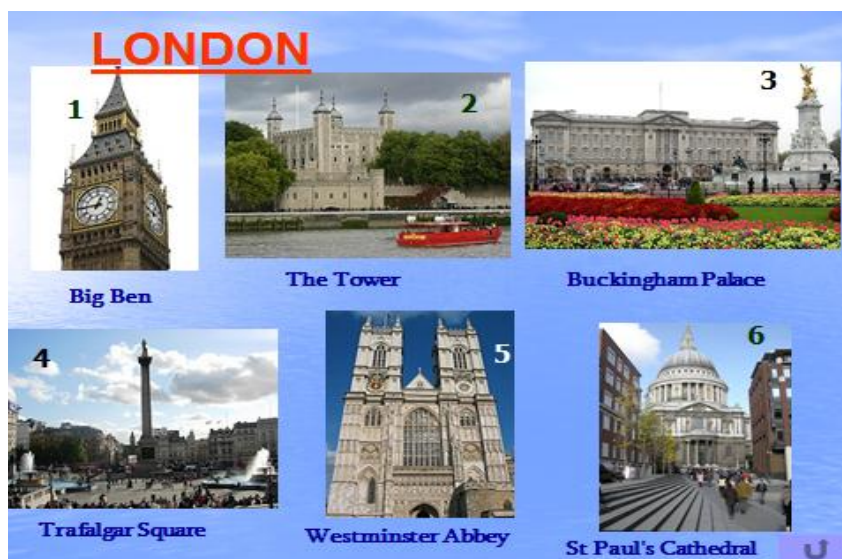 LONDON
1
2
3
Big Ben
The Tower
Buckingham Palace
4
5
6
Trafalgar Square
Westminster Abbey
St Paul's Cathedral